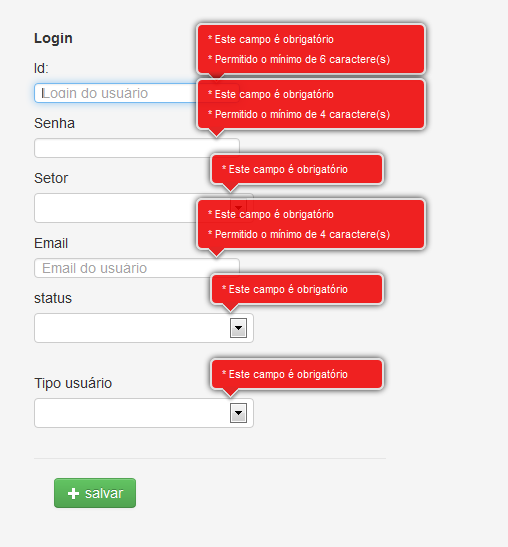 Login
* Este campo é obrigatório
* Permitido o mínimo de 6 caractere(s)
Id:
Login do usuário
* Este campo é obrigatório
* Permitido o mínimo de 4 caractere(s)
Senha
* Este campo é obrigatório
Setor
* Este campo é obrigatório
* Permitido o mínimo de 4 caractere(s)
Email
Email do usuário
* Este campo é obrigatório
status
* Este campo é obrigatório
Tipo usuário
salvar